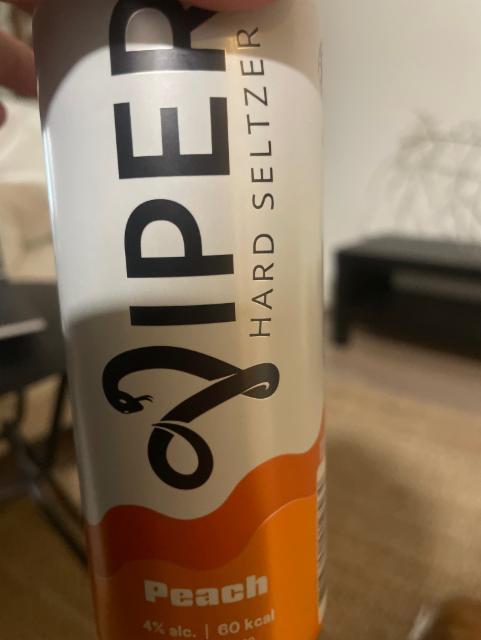 VIPER
HARD SELTZER
Peach
4% alc. | 60 kcal